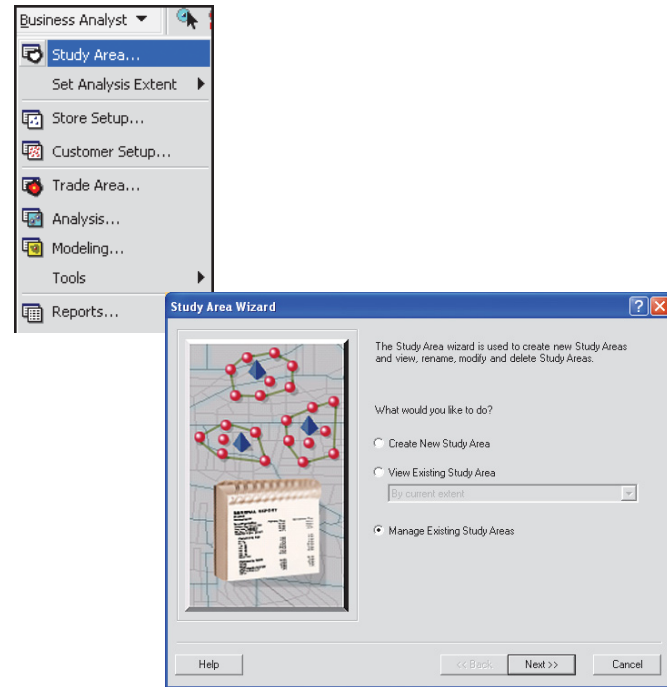 Business Analyst
Study Area...
Set Analysis Extent
Store Setup...
Customer Setup...
Trade Area...
Analysis...
Modeling...
Tools
Reports...
Study Area Wizard
The Study Area wizard is used to create new Study Areas
and view, rename, modify and delete Study Areas.
What would you like to do?
Create New Study Area
View Existing Study Area
By current extent
Manage Existing Study Areas
Help
<< Back
Next >>
Cancel